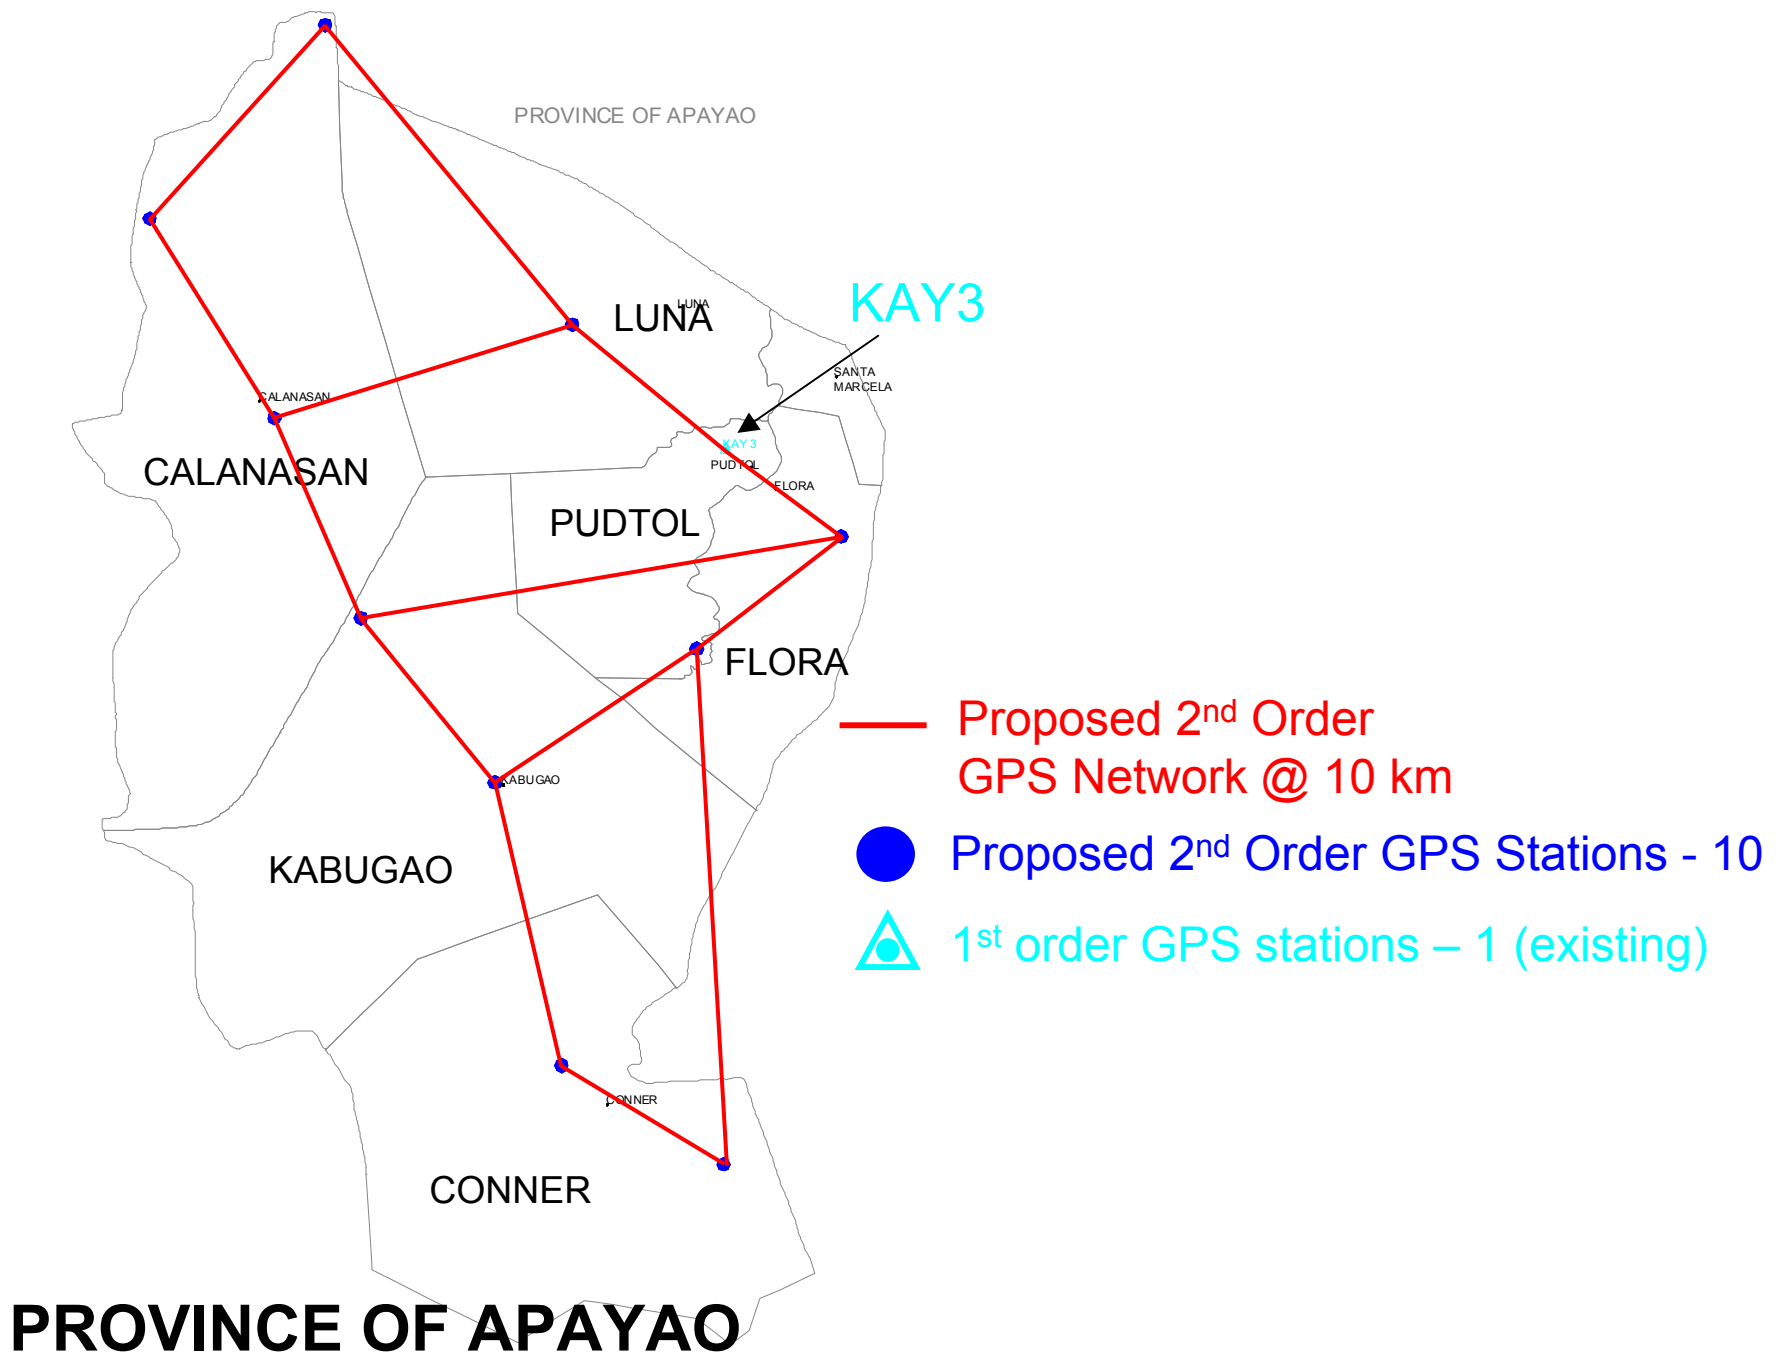 PROVINCE OF APAYAO
LUNA
LUNA
KAY3
SANTA
MARCELA
CALANASAN
KAY 3
PUDTOL
CALANASAN
FLORA
PUDTOL
FLORA
Proposed 2nd Order
GPS Network @ 10 km
KABUGAO
Proposed 2nd Order GPS Stations - 10
KABUGAO
1st order GPS stations – 1 (existing)
CONNER
CONNER
PROVINCE OF APAYAO